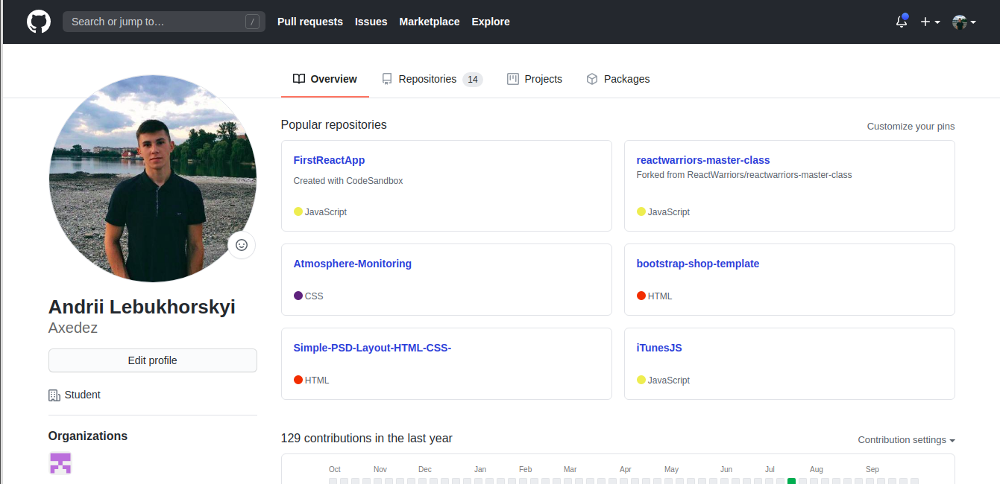 Search or jump to…
/
Pull requests
Issues
Marketplace
Explore
Overview
Repositories 14
Projects
Packages
Andrii Lebukhorskyi
Axedez
Edit profile
Student
Organizations
Popular repositories
Customize your pins
FirstReactApp
Created with CodeSandbox
JavaScript
reactwarriors-master-class
Forked from ReactWarriors/reactwarriors-master-class
JavaScript
Atmosphere-Monitoring
CSS
bootstrap-shop-template
HTML
Simple-PSD-Layout-HTML-CSS-
HTML
iTunesJS
JavaScript
129 contributions in the last year
Contribution settings
Oct Nov Dec Jan Feb Mar Apr May Jun Jul Aug Sep